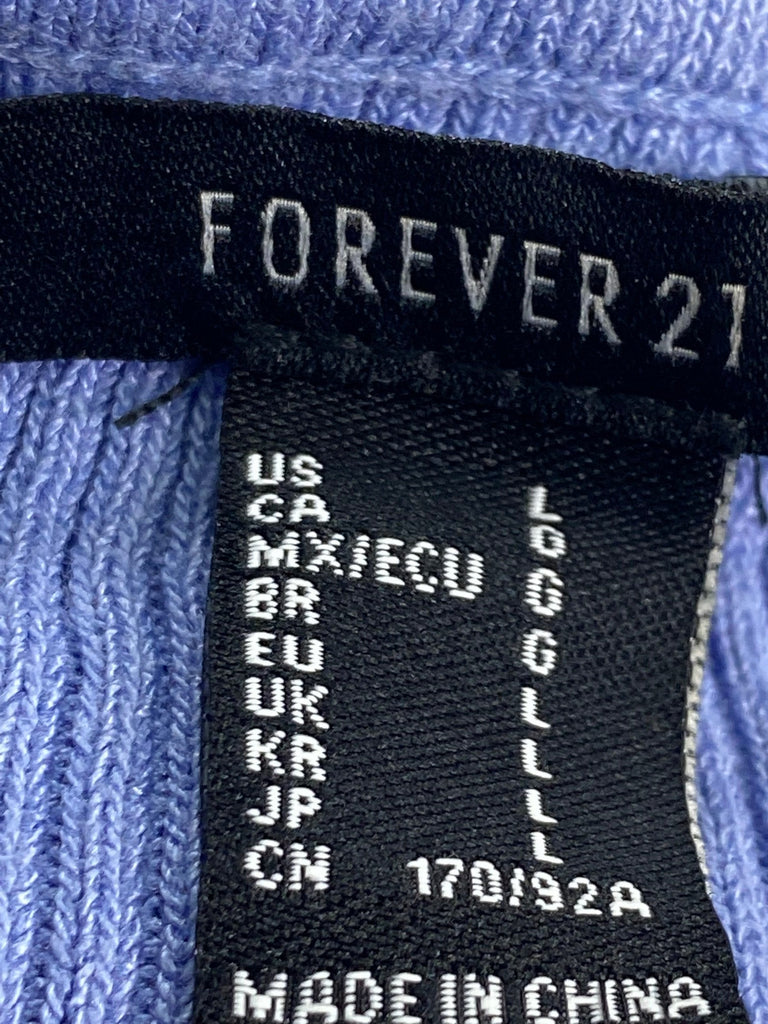 FOREVER 21
US L
CA G
MX/ECU G
BR G
EU L
UK L
KR L
JP L
CN 170/92A
MADE IN CHINA